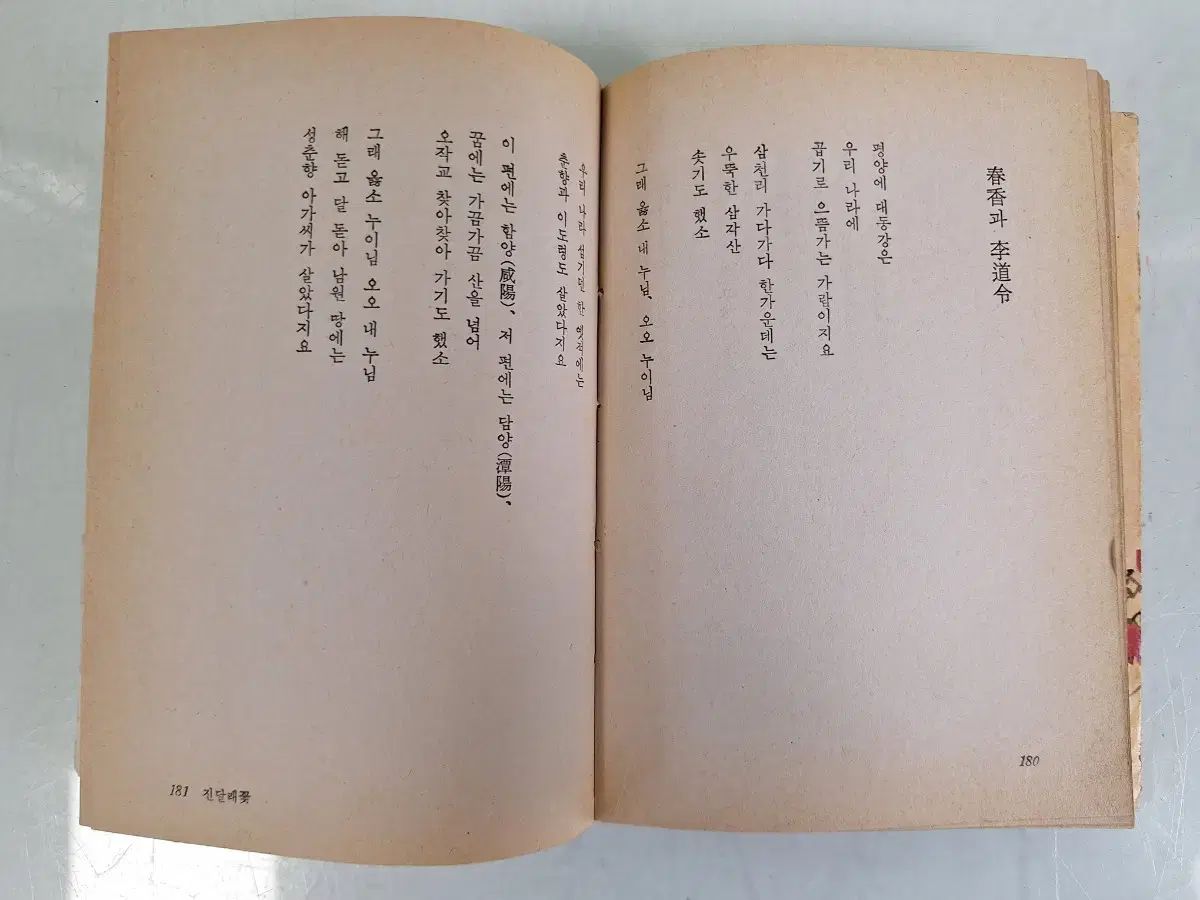 春香과 李道令
평양에 대동강은
우리 나라에
곱기로 으뜸가는 가람이지요
삼천리 가다가다 한가운데는
우뚝한 삼각산
솟기도 했소
그래 옳소 내 누님, 오오 누이님
180
우리 나라 섬기던 한 옛적에는
춘향과 이도령도 살았다지요
이 편에는 함양(咸陽), 저 편에는 담양(潭陽),
꿈에는 가끔가끔 산을 넘어
오작교 찾아찾아 가기도 했소
그래 옳소 누이님 오오 내 누님
해 돋고 달 돋아 남원 땅에는
성춘향 아가씨가 살았다지요
181 진달래꽃